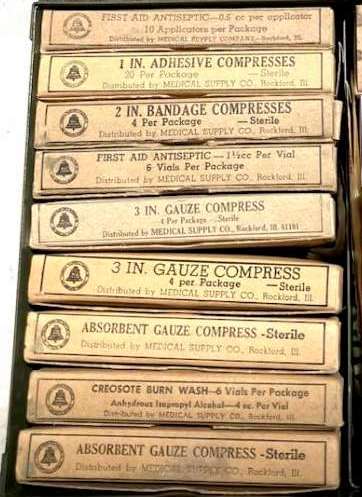 FIRST AID ANTISEPTIC—0.5 cc per applicator
10 Applicators per Package
Distributed by MEDICAL SUPPLY COMPANY, Rockford, Ill.
1 IN. ADHESIVE COMPRESSES
20 Per Package —Sterile
Distributed by MEDICAL SUPPLY CO., Rockford, Ill.
2 IN. BANDAGE COMPRESSES
4 Per Package —Sterile
Distributed by MEDICAL SUPPLY CO., Rockford, Ill.
FIRST AID ANTISEPTIC—1½cc Per Vial
6 Vials Per Package
Distributed by MEDICAL SUPPLY CO., Rockford, Ill.
3 IN. GAUZE COMPRESS
4 Per Package —Sterile
Distributed by MEDICAL SUPPLY CO., Rockford, Ill. 61101
3 IN. GAUZE COMPRESS
4 per Package —Sterile
Distributed by MEDICAL SUPPLY CO., Rockford, Ill.
ABSORBENT GAUZE COMPRESS -Sterile
Distributed by MEDICAL SUPPLY CO., Rockford, Ill.
CREOSOTE BURN WASH—6 Vials Per Package
Anhydrous Isopropyl Alcohol—4 cc. Per Vial
Distributed by MEDICAL SUPPLY CO., Rockford, Ill.
ABSORBENT GAUZE COMPRESS -Sterile
Distributed by MEDICAL SUPPLY CO., Rockford, Ill.